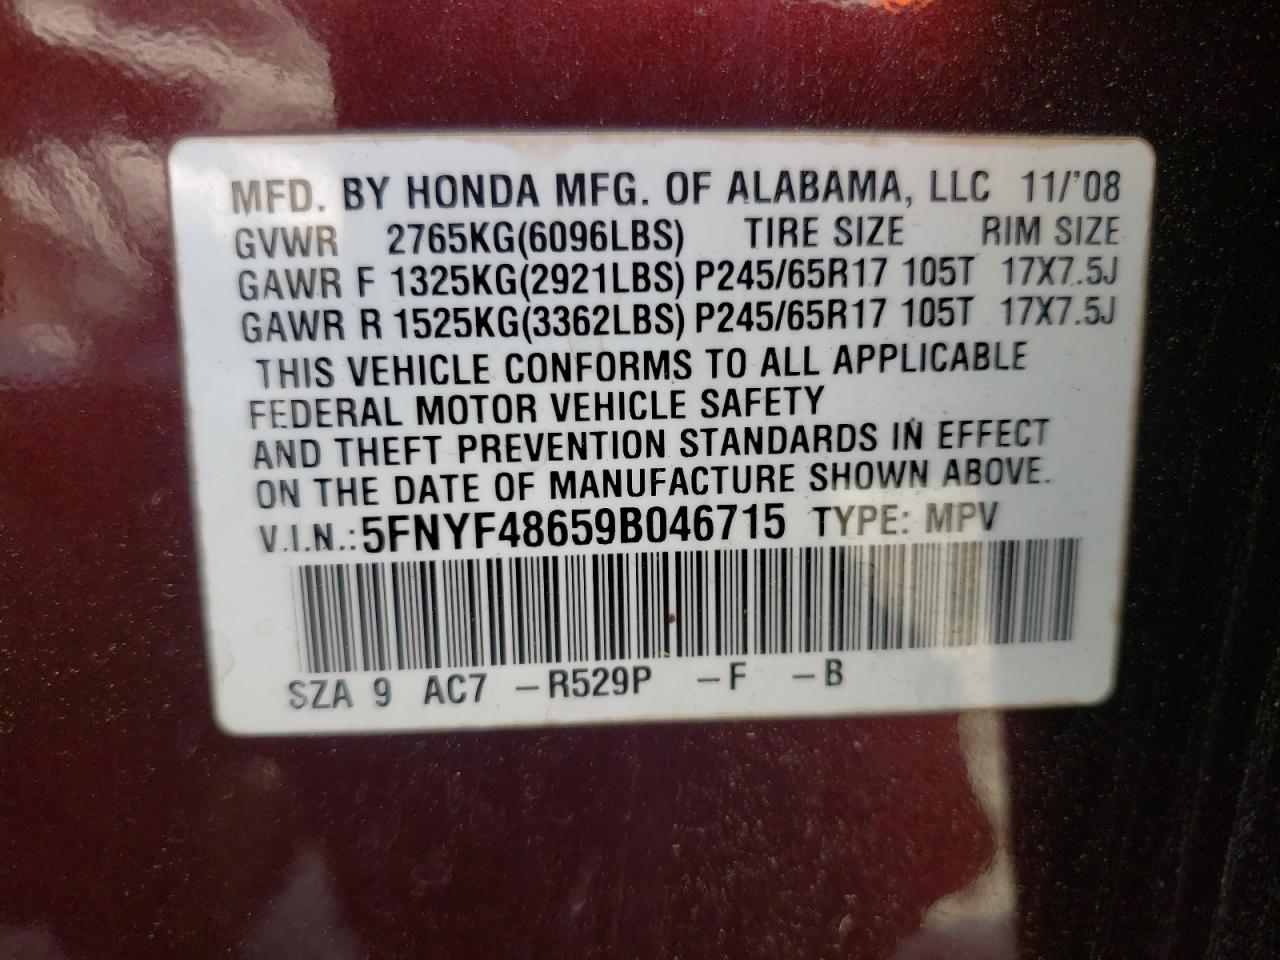 MFD. BY HONDA MFG. OF ALABAMA, LLC 11/'08
GVWR 2765KG(6096LBS) TIRE SIZE RIM SIZE
GAWR F 1325KG(2921LBS) P245/65R17 105T 17X7.5J
GAWR R 1525KG(3362LBS) P245/65R17 105T 17X7.5J
THIS VEHICLE CONFORMS TO ALL APPLICABLE
FEDERAL MOTOR VEHICLE SAFETY
AND THEFT PREVENTION STANDARDS IN EFFECT
ON THE DATE OF MANUFACTURE SHOWN ABOVE.
V.I.N.: 5FNYF48659B046715 TYPE: MPV
SZA 9 AC7 -R529P -F -B